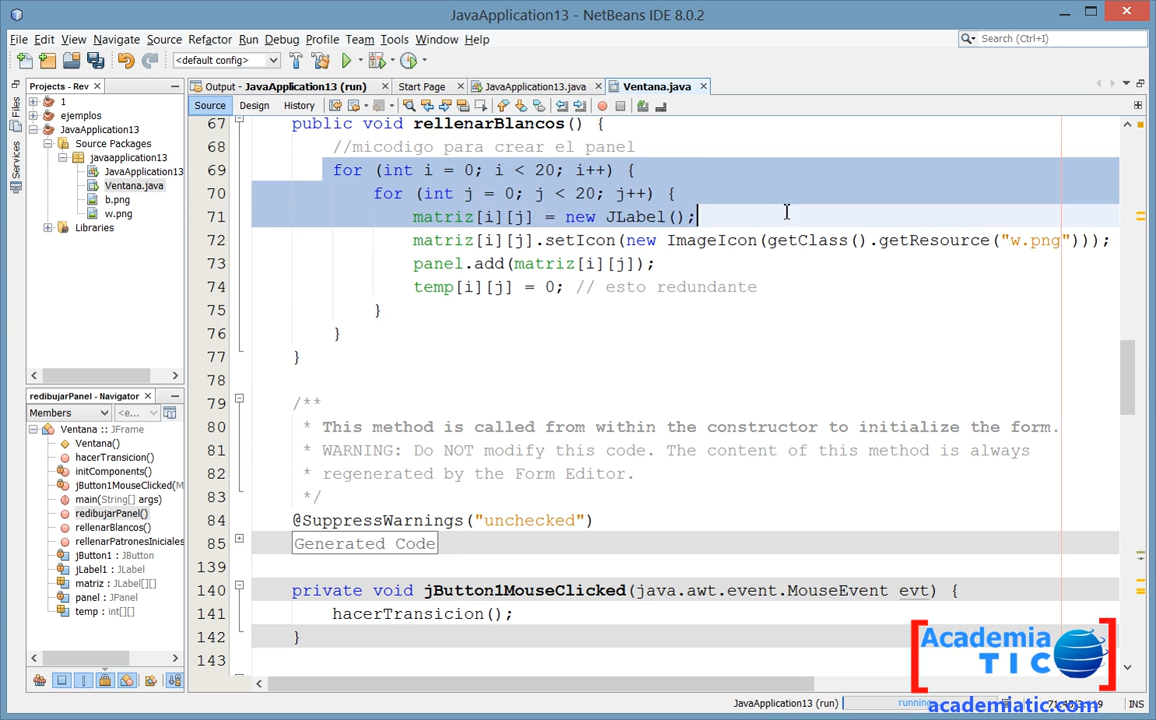 JavaApplication13 - NetBeans IDE 8.0.2
File Edit View Navigate Source Refactor Run Debug Profile Team Tools Window Help
Search (Ctrl+I)
<default config>
Projects - Rev
Output - JavaApplication13 (run)
Start Page
JavaApplication13.java
Ventana.java
Source Design History
Files
Services
1
ejemplos
JavaApplication13
Source Packages
javaapplication13
JavaApplication13
Ventana.java
b.png
w.png
Libraries
67 public void rellenarBlancos() {
68 //micodigo para crear el panel
69 for (int i = 0; i < 20; i++) {
70 for (int j = 0; j < 20; j++) {
71 matriz[i][j] = new JLabel();
72 matriz[i][j].setIcon(new ImageIcon(getClass().getResource("w.png")));
73 panel.add(matriz[i][j]);
74 temp[i][j] = 0; // esto redundante
75 }
76 }
77 }
78
79 /**
80 * This method is called from within the constructor to initialize the form.
81 * WARNING: Do NOT modify this code. The content of this method is always
82 * regenerated by the Form Editor.
83 */
84 @SuppressWarnings("unchecked")
85 Generated Code
139
140 private void jButton1MouseClicked(java.awt.event.MouseEvent evt) {
141 hacerTransicion();
142 }
143
redibujarPanel - Navigator
Members
<e...
Ventana :: JFrame
Ventana()
hacerTransicion()
initComponents()
jButton1MouseClicked(M
main(String[] args)
redibujarPanel()
rellenarBlancos()
rellenarPatronesIniciales
jButton1 : JButton
jLabel1 : JLabel
matriz : JLabel[][]
panel : JPanel
temp : int[][]
Academia
TIC
academiatic.com
JavaApplication13 (run)
running...
INS